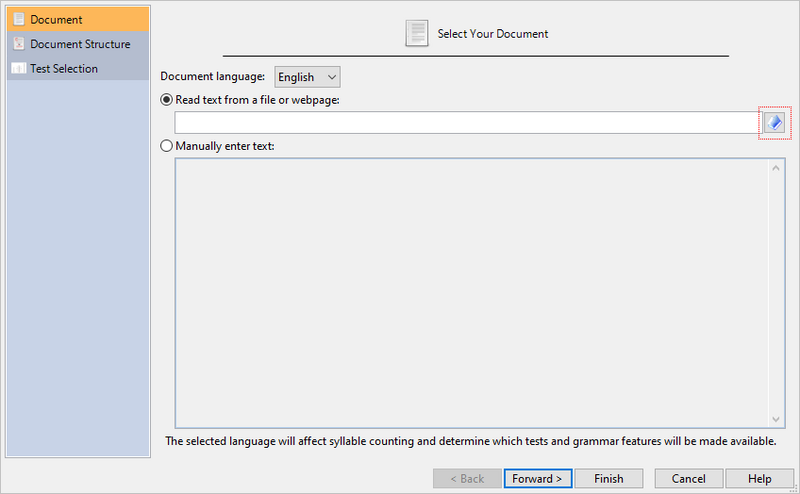 Document
Document Structure
Test Selection
Select Your Document
Document language: English
Read text from a file or webpage:
Manually enter text:
The selected language will affect syllable counting and determine which tests and grammar features will be made available.
< Back Forward > Finish Cancel Help